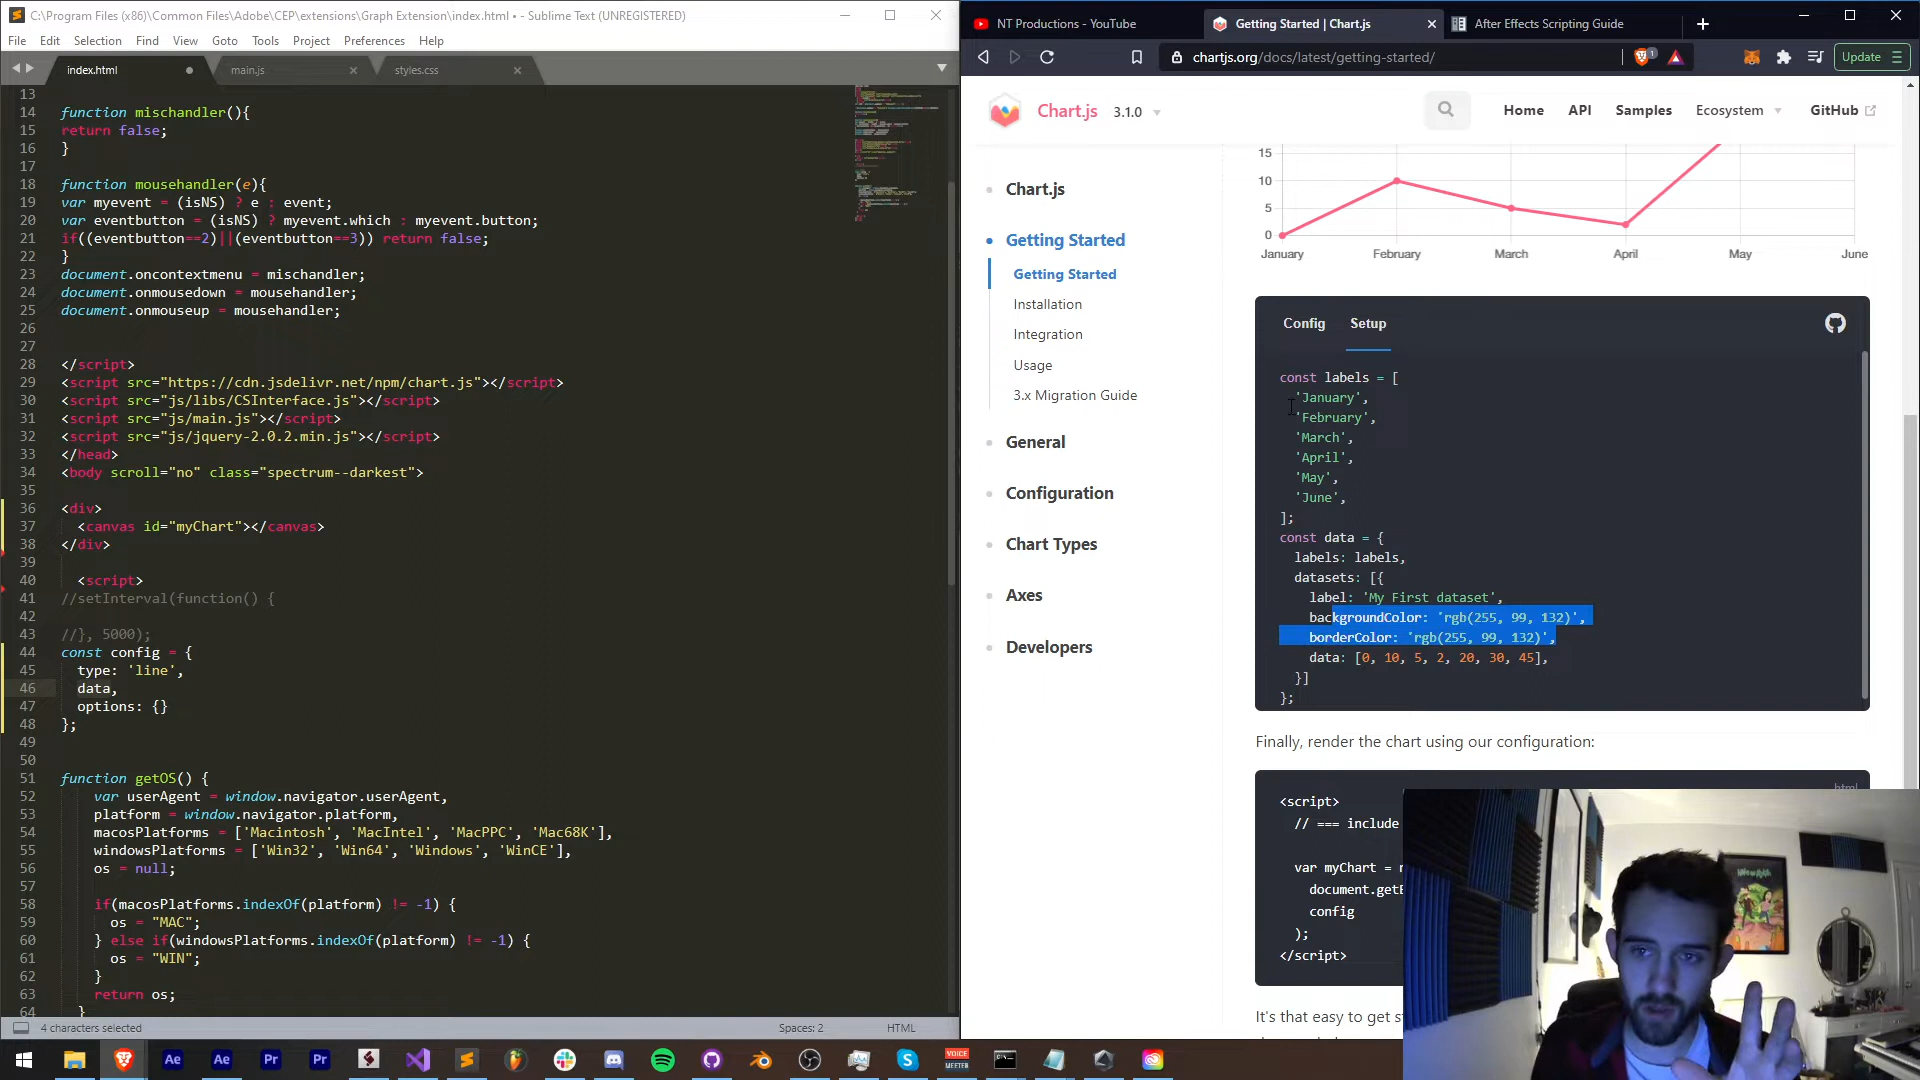 C:\Program Files (x86)\Common Files\Adobe\CEP\extensions\Graph Extension\index.html • - Sublime Text (UNREGISTERED)
File Edit Selection Find View Goto Tools Project Preferences Help
index.html
main.js
styles.css
13
14 function mischandler(){
15 return false;
16 }
17
18 function mousehandler(e){
19 var myevent = (isNS) ? e : event;
20 var eventbutton = (isNS) ? myevent.which : myevent.button;
21 if((eventbutton==2)||(eventbutton==3)) return false;
22 }
23 document.oncontextmenu = mischandler;
24 document.onmousedown = mousehandler;
25 document.onmouseup = mousehandler;
26
27
28 </script>
29 <script src="https://cdn.jsdelivr.net/npm/chart.js"></script>
30 <script src="js/libs/CSInterface.js"></script>
31 <script src="js/main.js"></script>
32 <script src="js/jquery-2.0.2.min.js"></script>
33 </head>
34 <body scroll="no" class="spectrum--darkest">
35
36 <div>
37 <canvas id="myChart"></canvas>
38 </div>
39
40 <script>
41 //setInterval(function() {
42
43 //}, 5000);
44 const config = {
45 type: 'line',
46 data,
47 options: {}
48 };
49
50
51 function getOS() {
52 var userAgent = window.navigator.userAgent,
53 platform = window.navigator.platform,
54 macosPlatforms = ['Macintosh', 'MacIntel', 'MacPPC', 'Mac68K'],
55 windowsPlatforms = ['Win32', 'Win64', 'Windows', 'WinCE'],
56 os = null;
57
58 if(macosPlatforms.indexOf(platform) != -1) {
59 os = "MAC";
60 } else if(windowsPlatforms.indexOf(platform) != -1) {
61 os = "WIN";
62 }
63 return os;
64 }
4 characters selected
Spaces: 2
HTML
NT Productions - YouTube
Getting Started | Chart.js
After Effects Scripting Guide
chartjs.org/docs/latest/getting-started/
1
Update
Chart.js 3.1.0
Home API Samples Ecosystem GitHub
Chart.js
Getting Started
Getting Started
Installation
Integration
Usage
3.x Migration Guide
General
Configuration
Chart Types
Axes
Developers
15
10
5
0
January February March April May June
Config Setup
const labels = [
'January',
'February',
'March',
'April',
'May',
'June',
];
const data = {
labels: labels,
datasets: [{
label: 'My First dataset',
backgroundColor: 'rgb(255, 99, 132)',
borderColor: 'rgb(255, 99, 132)',
data: [0, 10, 5, 2, 20, 30, 45],
}]
};
Finally, render the chart using our configuration:
html
<script>
// === include
var myChart =
document.getE
config
);
</script>
It's that easy to get
Ae Ae Pr Pr
VOICE
MEETER